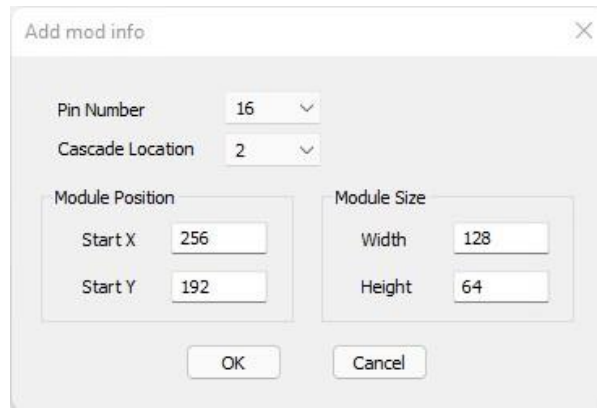 Add mod info
Pin Number 16
Cascade Location 2
Module Position
Start X 256
Start Y 192
Module Size
Width 128
Height 64
OK Cancel